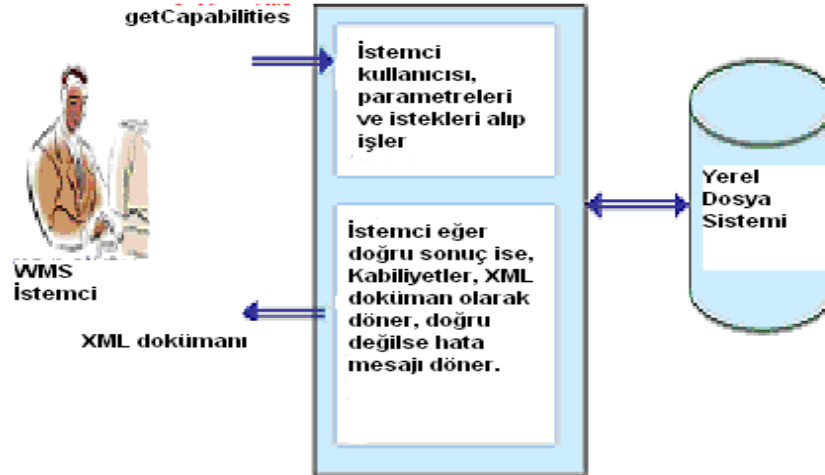 getCapabilities
İstemci
kullanıcısı,
parametreleri
ve istekleri alıp
işler
Yerel
Dosya
Sistemi
İstemci eğer
doğru sonuç ise,
Kabiliyetler, XML
doküman olarak
döner, doğru
değilse hata
mesajı döner.
WMS
İstemci
XML dokümanı